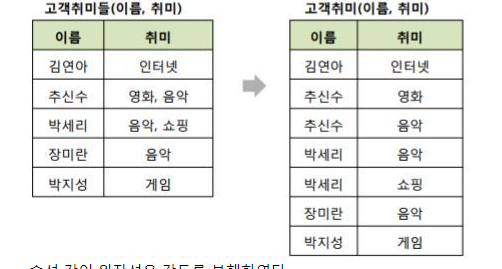 고객취미들(이름, 취미)
이름 취미
김연아 인터넷
추신수 영화, 음악
박세리 음악, 쇼핑
장미란 음악
박지성 게임
고객취미(이름, 취미)
이름 취미
김연아 인터넷
추신수 영화
추신수 음악
박세리 음악
박세리 쇼핑
장미란 음악
박지성 게임